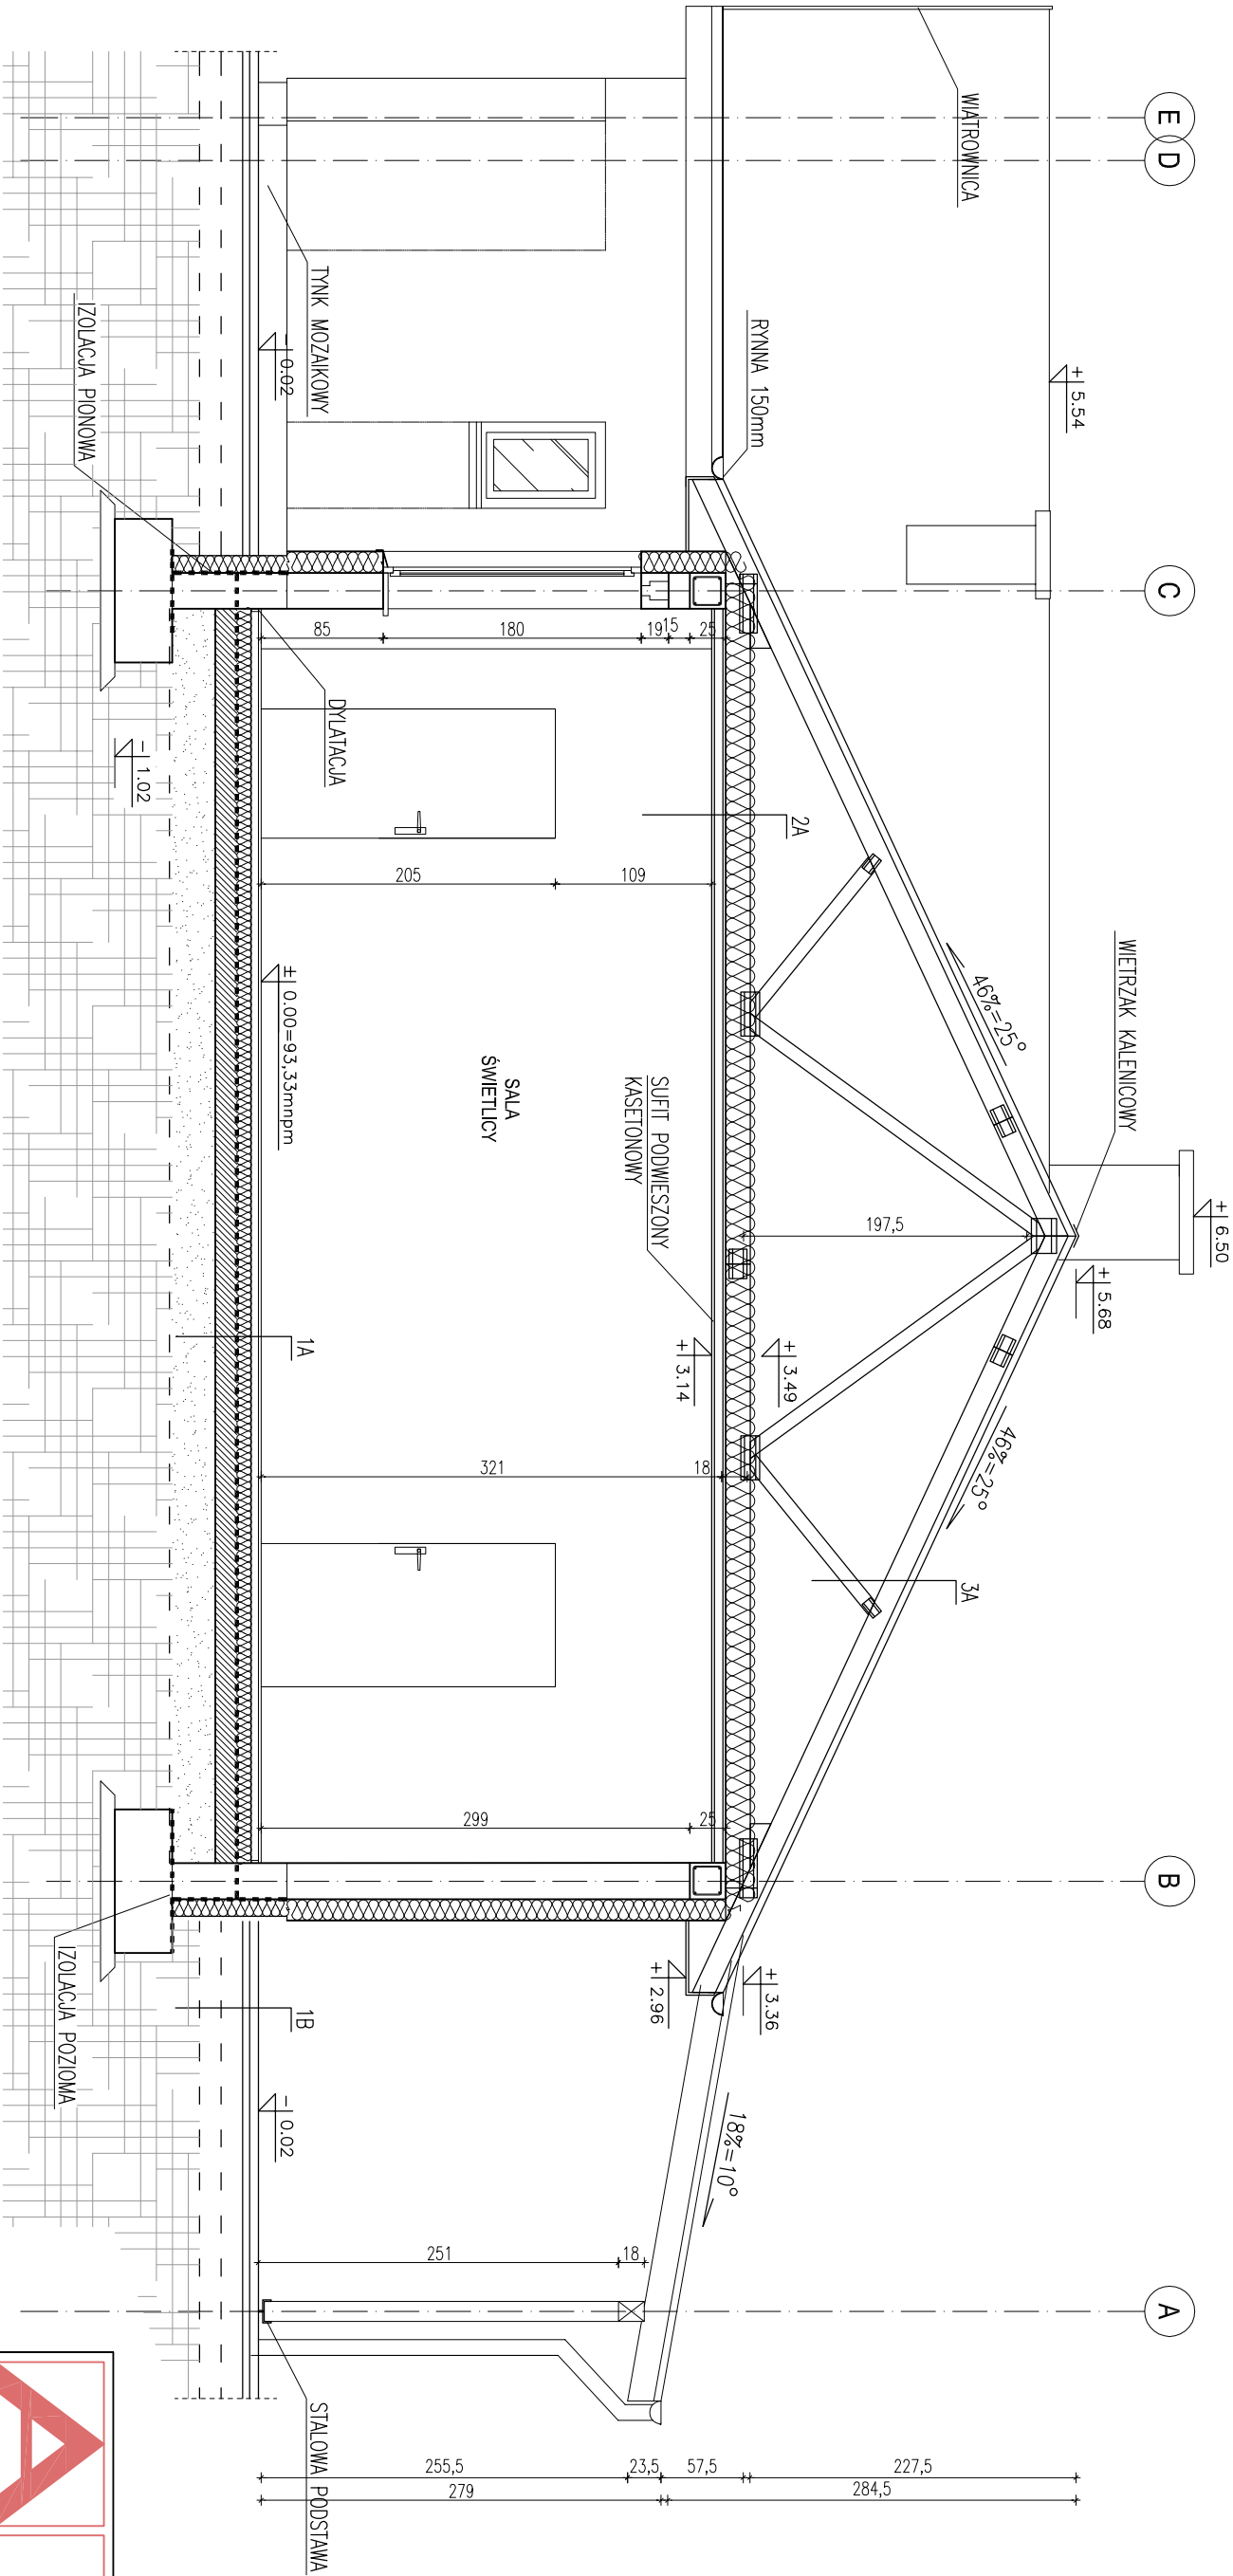 E
D
C
B
A
WIATROWNICA
+ 5.54
RYNNA 150mm
TYNK MOZAIKOWY
- 0.02
IZOLACJA PIONOWA
85
180
19
15
25
DYLATACJA
- 1.02
2A
205
109
± 0.00=93,33mnpm
SALA
ŚWIETLICY
SUFIT PODWIESZONY
KASETONOWY
46%=25°
WIETRZAK KALENICOWY
197,5
+ 6.50
+ 5.68
+ 3.49
+ 3.14
1A
321
18
46%=25°
3A
299
25
+ 3.36
+ 2.96
IZOLACJA POZIOMA
1B
- 0.02
18%=10°
251
18
STALOWA PODSTAWA
255,5
23,5
57,5
227,5
279
284,5
A